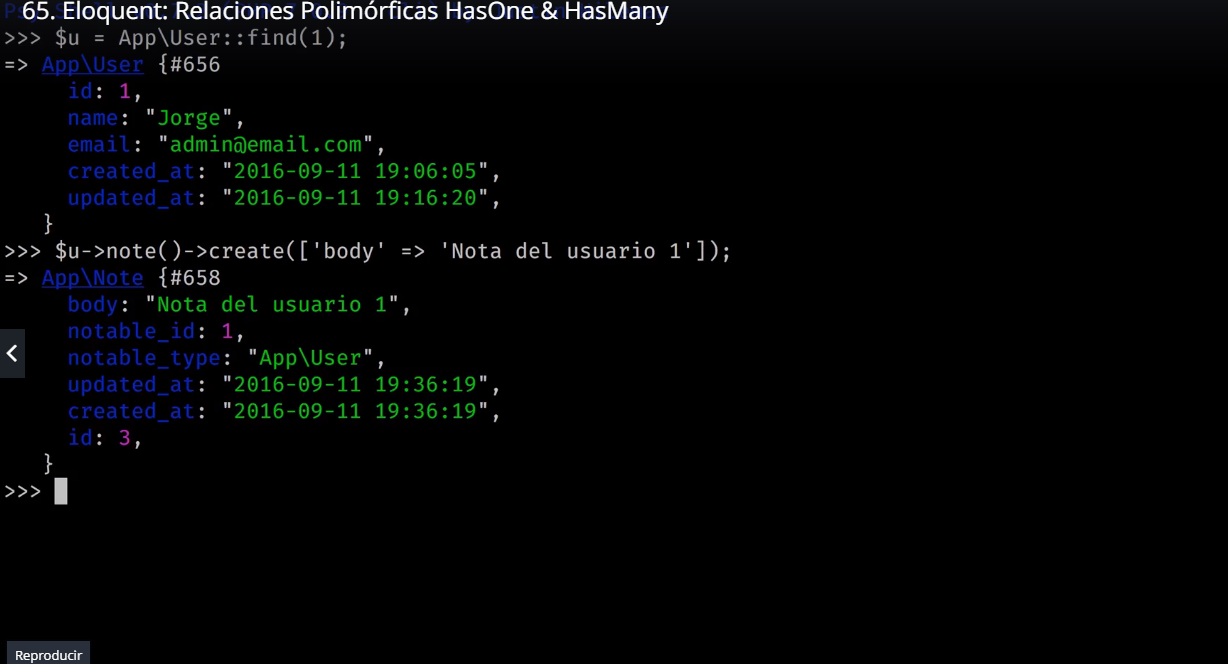 65. Eloquent: Relaciones Polimórficas HasOne & HasMany
>>> $u = App\User::find(1);
=> App\User {#656
id: 1,
name: "Jorge",
email: "admin@email.com",
created_at: "2016-09-11 19:06:05",
updated_at: "2016-09-11 19:16:20",
}
>>> $u->note()->create(['body' => 'Nota del usuario 1']);
=> App\Note {#658
body: "Nota del usuario 1",
notable_id: 1,
notable_type: "App\User",
updated_at: "2016-09-11 19:36:19",
created_at: "2016-09-11 19:36:19",
id: 3,
}
>>>
Reproducir